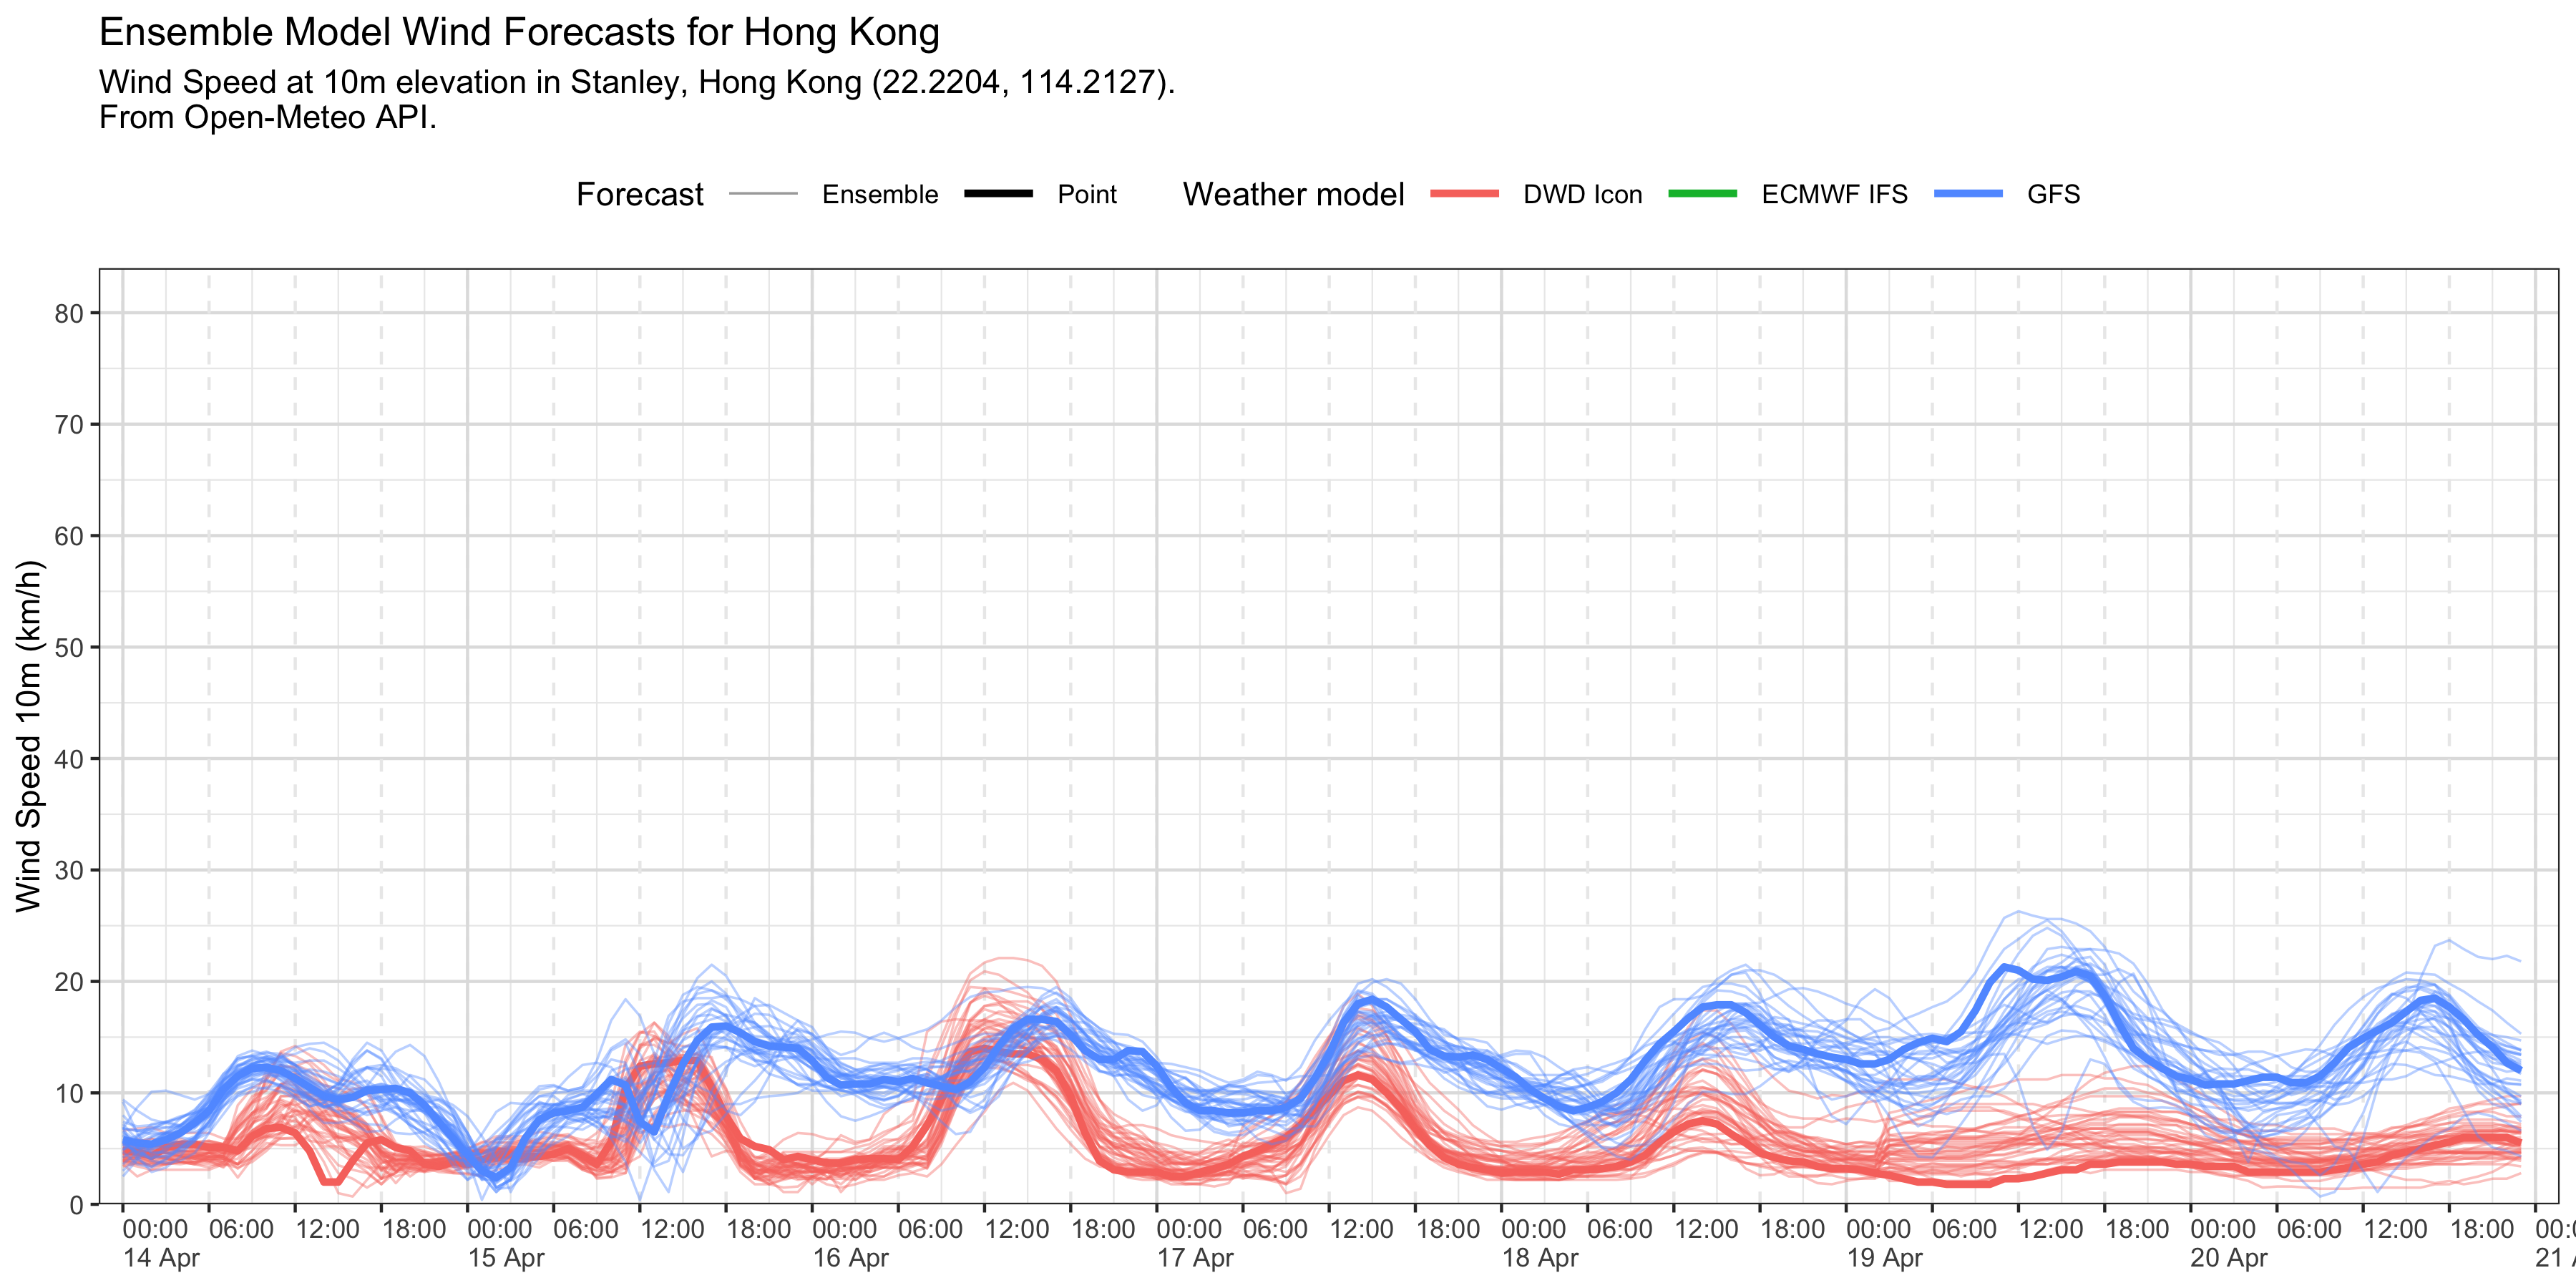 Ensemble Model Wind Forecasts for Hong Kong
Wind Speed at 10m elevation in Stanley, Hong Kong (22.2204, 114.2127).
From Open-Meteo API.
Forecast Ensemble Point Weather model DWD Icon ECMWF IFS GFS
Wind Speed 10m (km/h)
80
70
60
50
40
30
20
10
0
00:00 06:00 12:00 18:00 00:00 06:00 12:00 18:00 00:00 06:00 12:00 18:00 00:00 06:00 12:00 18:00 00:00 06:00 12:00 18:00 00:00 06:00 12:00 18:00 00:00 06:00 12:00 18:00
14 Apr 15 Apr 16 Apr 17 Apr 18 Apr 19 Apr 20 Apr 21